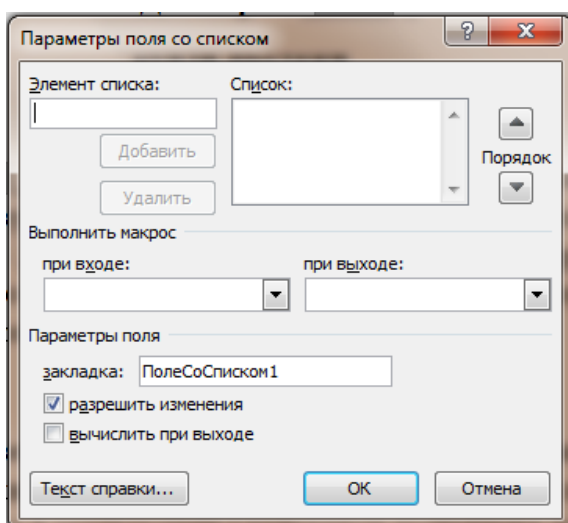 Параметры поля со списком
Элемент списка: Список:
Добавить
Порядок
Удалить
Выполнить макрос
при входе: при выходе:
Параметры поля
закладка: ПолеСоСписком1
разрешить изменения
вычислить при выходе
Текст справки... ОК Отмена